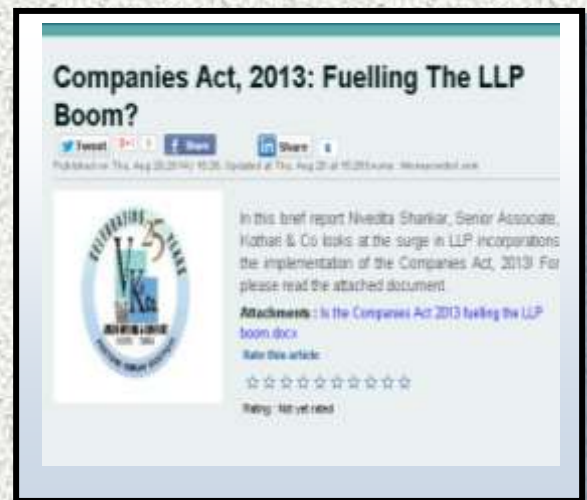 Companies Act, 2013: Fuelling The LLP
Boom?
Tweet
Share
Share
In this brief report Nivedita Shankar, Senior Associate,
Kothari & Co looks at the surge in LLP incorporations
the implementation of the Companies Act, 2013! For
please read the attached document.
Attachments : Is the Companies Act 2013 fuelling the LLP
boom.docx
Rate this article
Rating : Not yet rated
CELEBRATING 25 YEARS